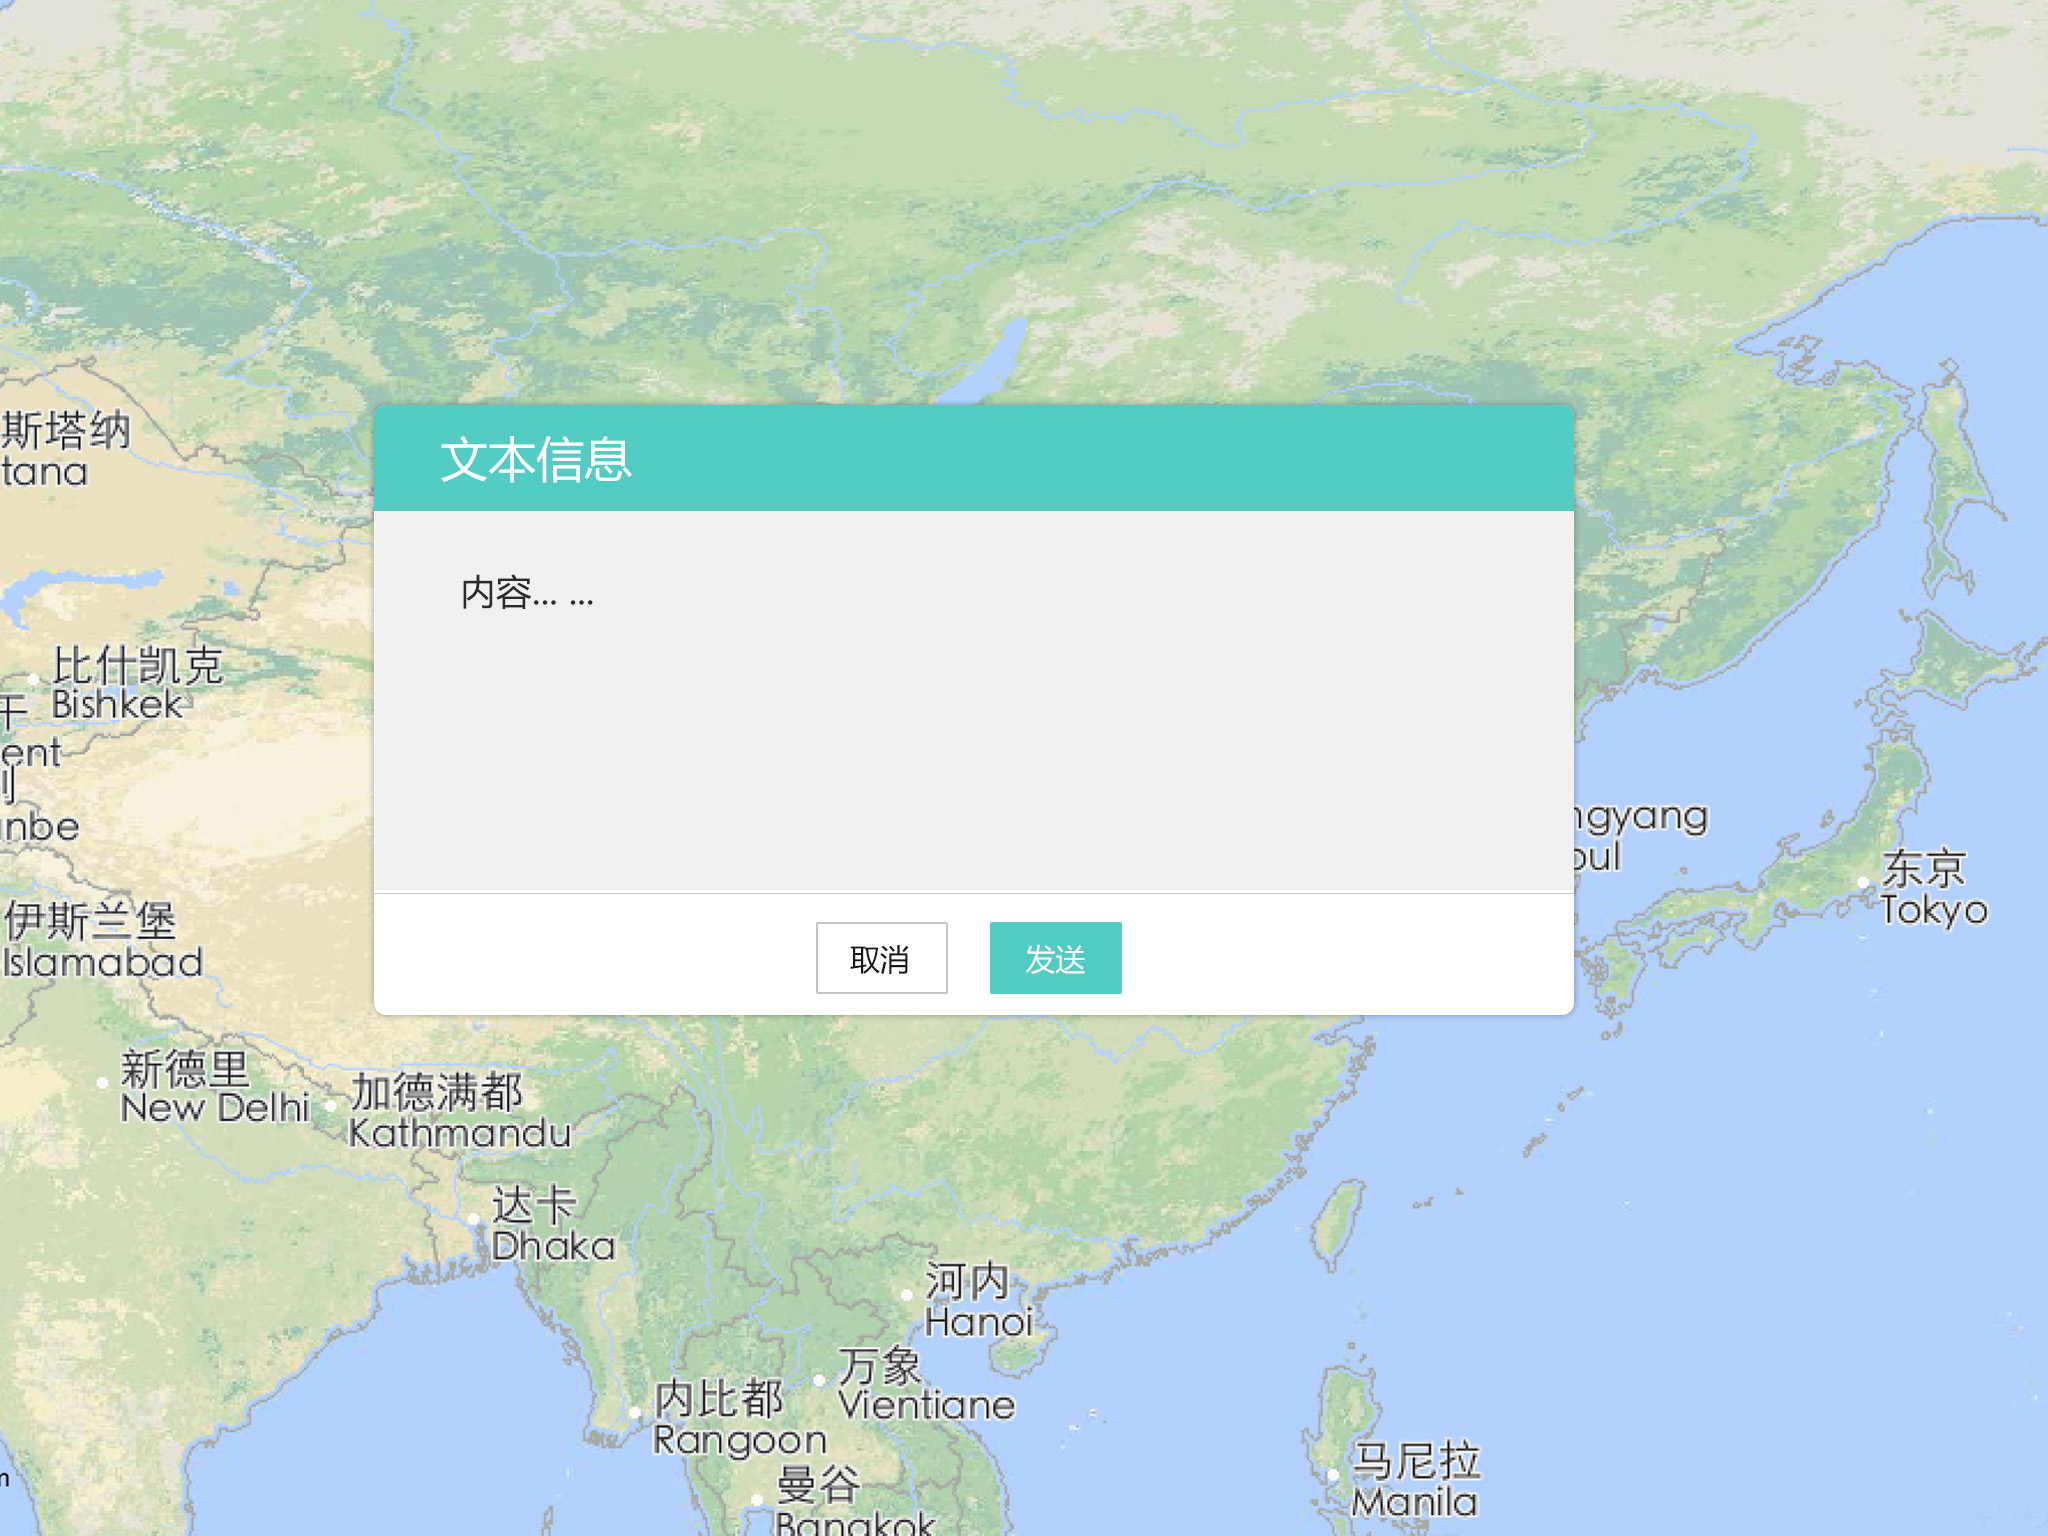 文本信息
内容... ...
取消
发送
斯塔纳
tana
比什凯克
Bishkek
干
ent
anbe
ngyang
oul
东京
Tokyo
伊斯兰堡
Islamabad
新德里
New Delhi
加德满都
Kathmandu
达卡
Dhaka
河内
Hanoi
万象
Vientiane
内比都
Rangoon
曼谷
Bangkok
马尼拉
Manila